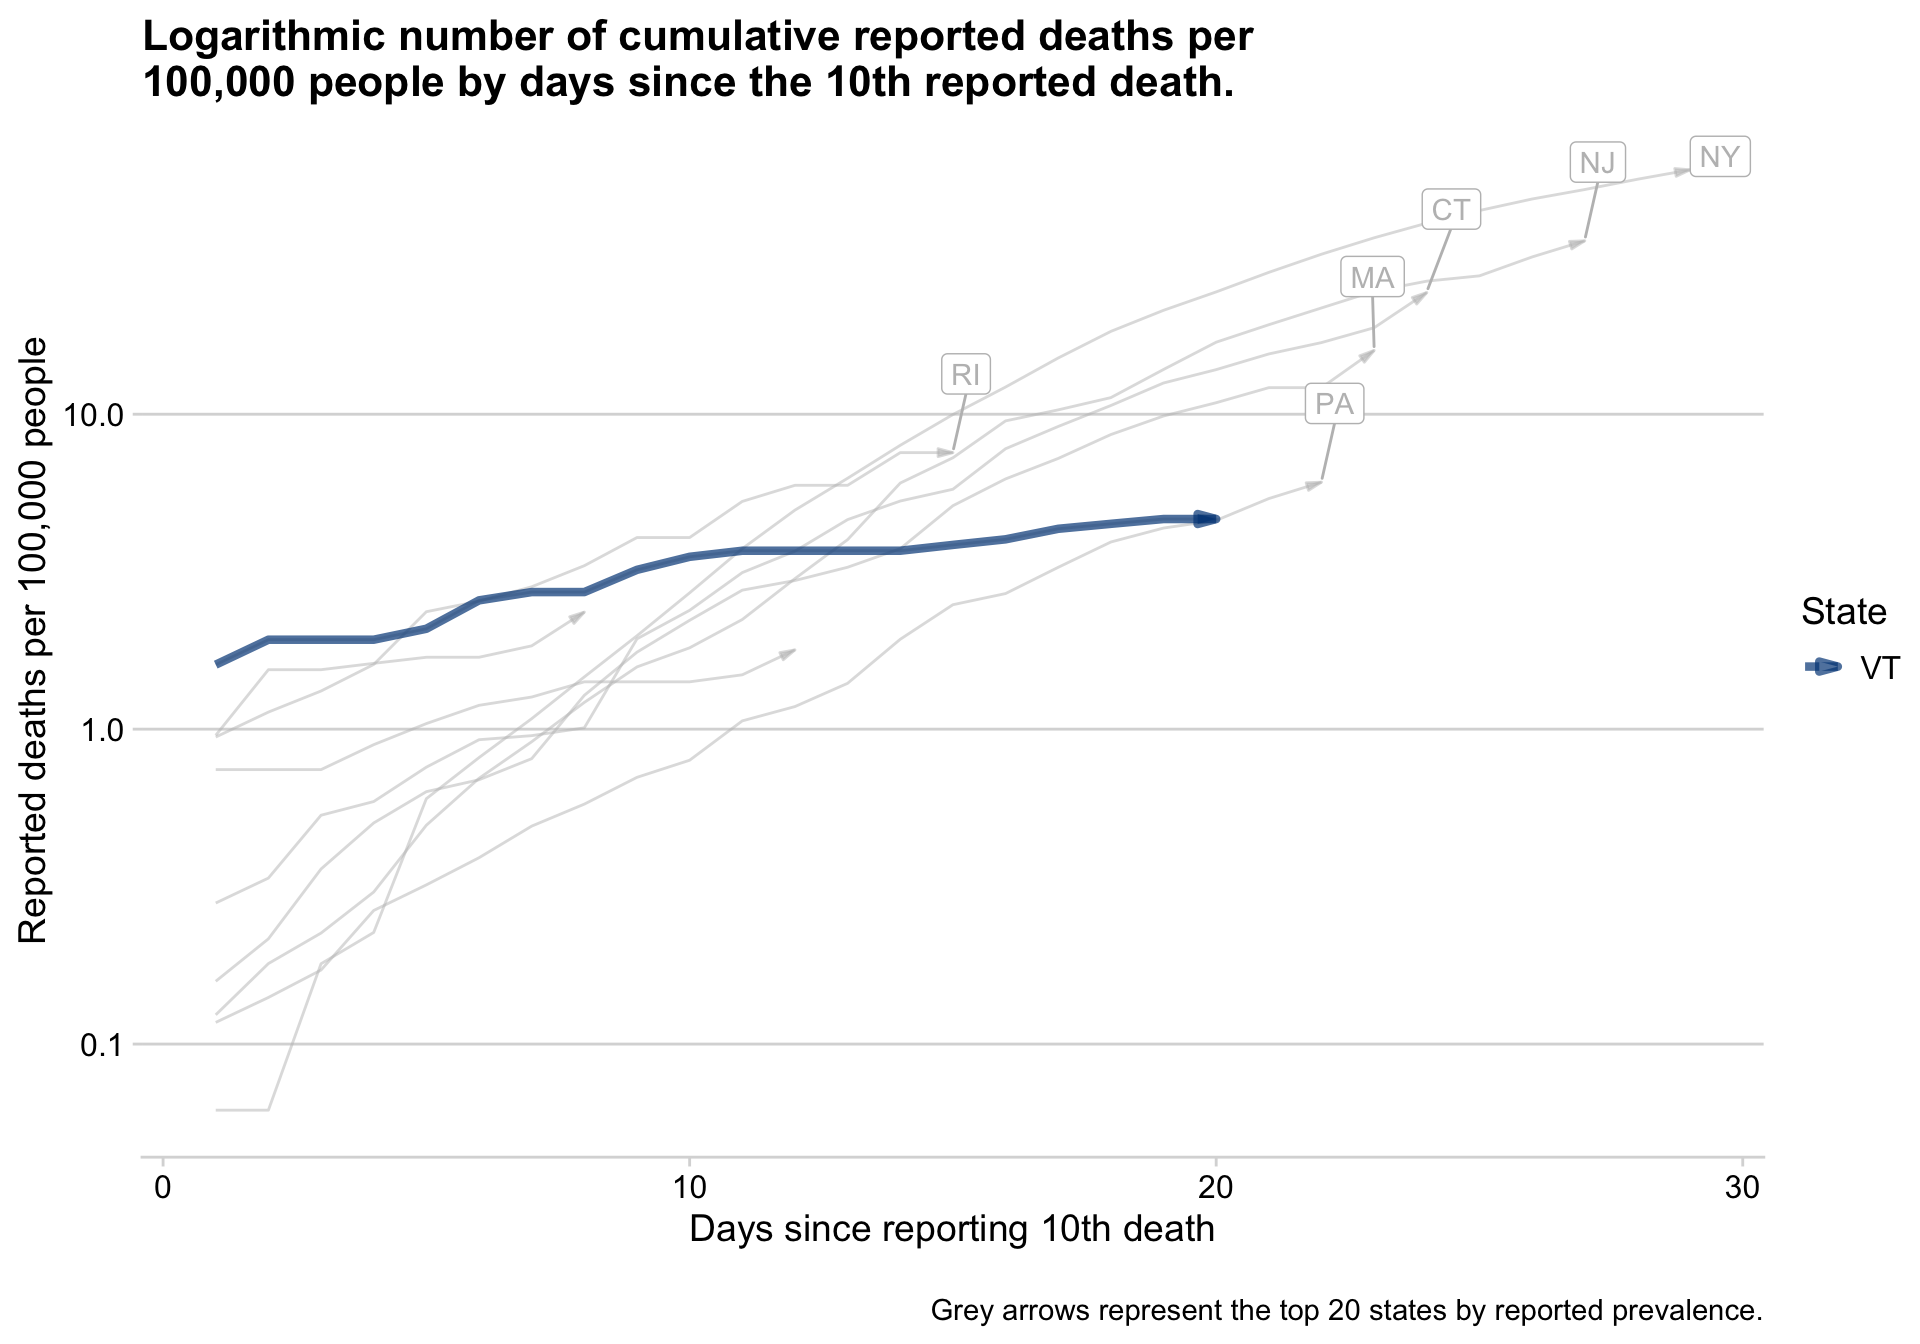 Logarithmic number of cumulative reported deaths per
100,000 people by days since the 10th reported death.
NY
NJ
CT
MA
RI
PA
Reported deaths per 100,000 people
10.0
1.0
0.1
State
VT
0
10
20
30
Days since reporting 10th death
Grey arrows represent the top 20 states by reported prevalence.